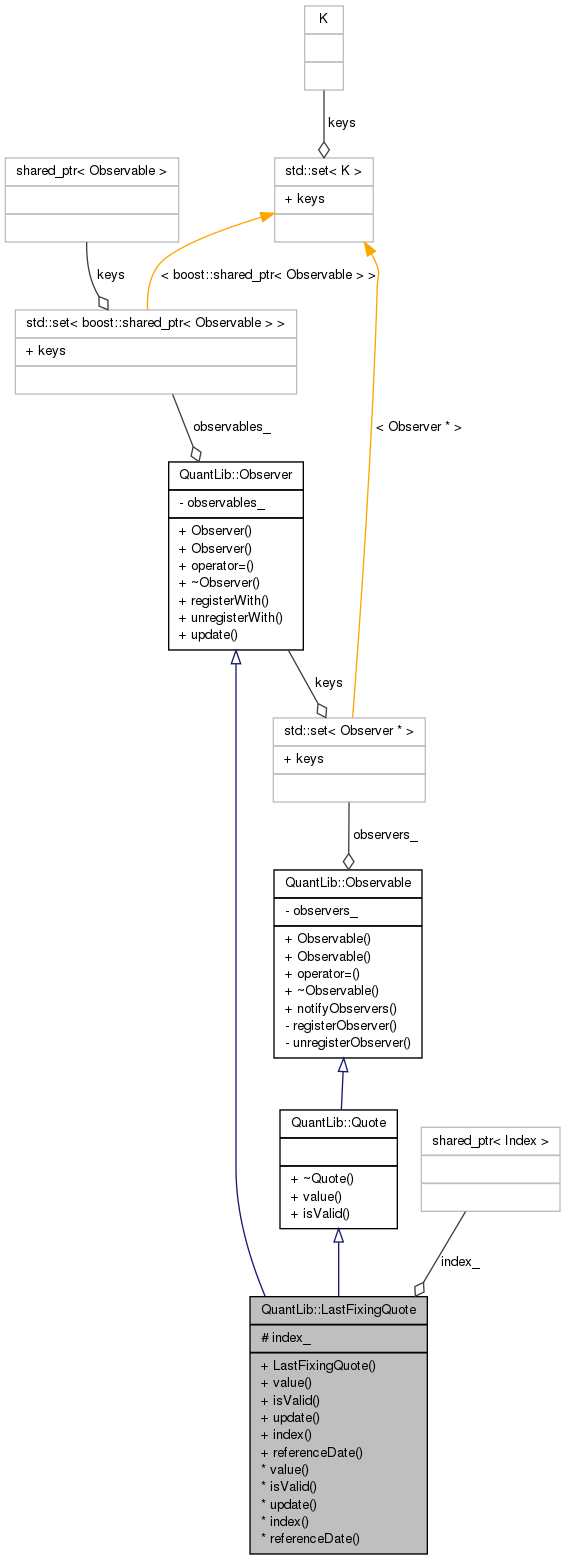 K
keys
shared_ptr< Observable >
std::set< K >
+ keys
keys
< boost::shared_ptr< Observable > >
std::set< boost::shared_ptr< Observable > >
+ keys
< Observer * >
observables_
QuantLib::Observer
- observables_
+ Observer()
+ Observer()
+ operator=()
+ ~Observer()
+ registerWith()
+ unregisterWith()
+ update()
keys
std::set< Observer * >
+ keys
observers_
QuantLib::Observable
- observers_
+ Observable()
+ Observable()
+ operator=()
+ ~Observable()
+ notifyObservers()
- registerObserver()
- unregisterObserver()
QuantLib::Quote
+ ~Quote()
+ value()
+ isValid()
shared_ptr< Index >
index_
QuantLib::LastFixingQuote
# index_
+ LastFixingQuote()
+ value()
+ isValid()
+ update()
+ index()
+ referenceDate()
* value()
* isValid()
* update()
* index()
* referenceDate()